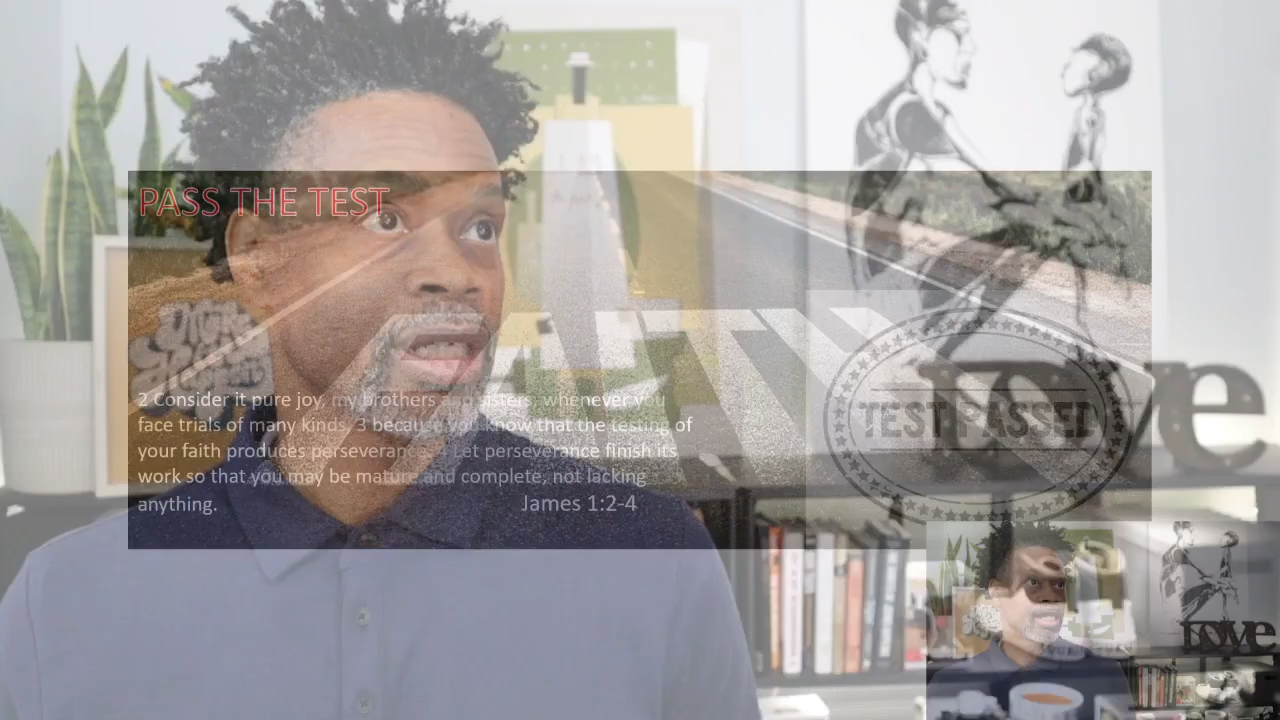 PASS THE TEST
2 Consider it pure joy, my brothers and sisters, whenever you
face trials of many kinds, 3 because you know that the testing of
your faith produces perseverance. 4 Let perseverance finish its
work so that you may be mature and complete, not lacking
anything. James 1:2-4
TEST PASSED
love
love